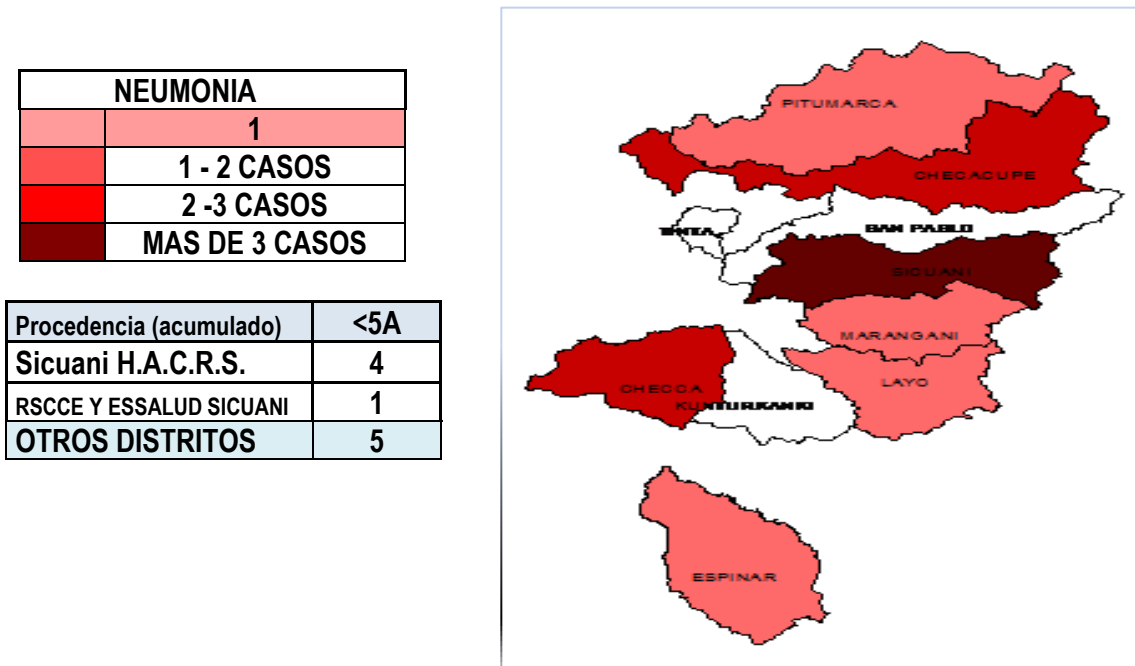 NEUMONIA
1
1 - 2 CASOS
2 -3 CASOS
MAS DE 3 CASOS
Procedencia (acumulado) <5A
Sicuani H.A.C.R.S. 4
RSCCE Y ESSALUD SICUANI 1
OTROS DISTRITOS 5
PITUMARCA
CHECACUPE
TINTA
SAN PABLO
SICUANI
MARANGANI
LAYO
CHECCA
KUNTURKANKI
ESPINAR